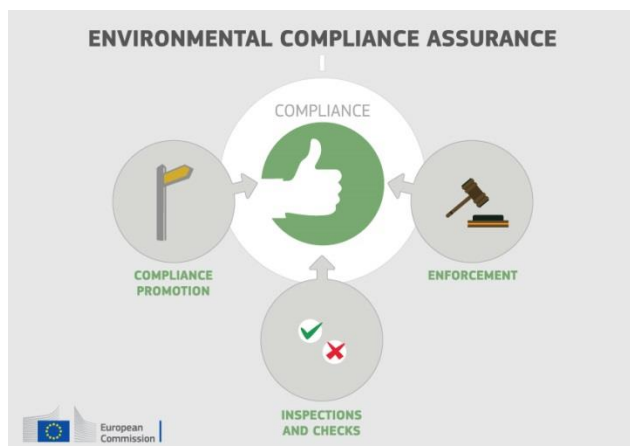 ENVIRONMENTAL COMPLIANCE ASSURANCE
COMPLIANCE
COMPLIANCE
PROMOTION
ENFORCEMENT
INSPECTIONS
AND CHECKS
European
Commission